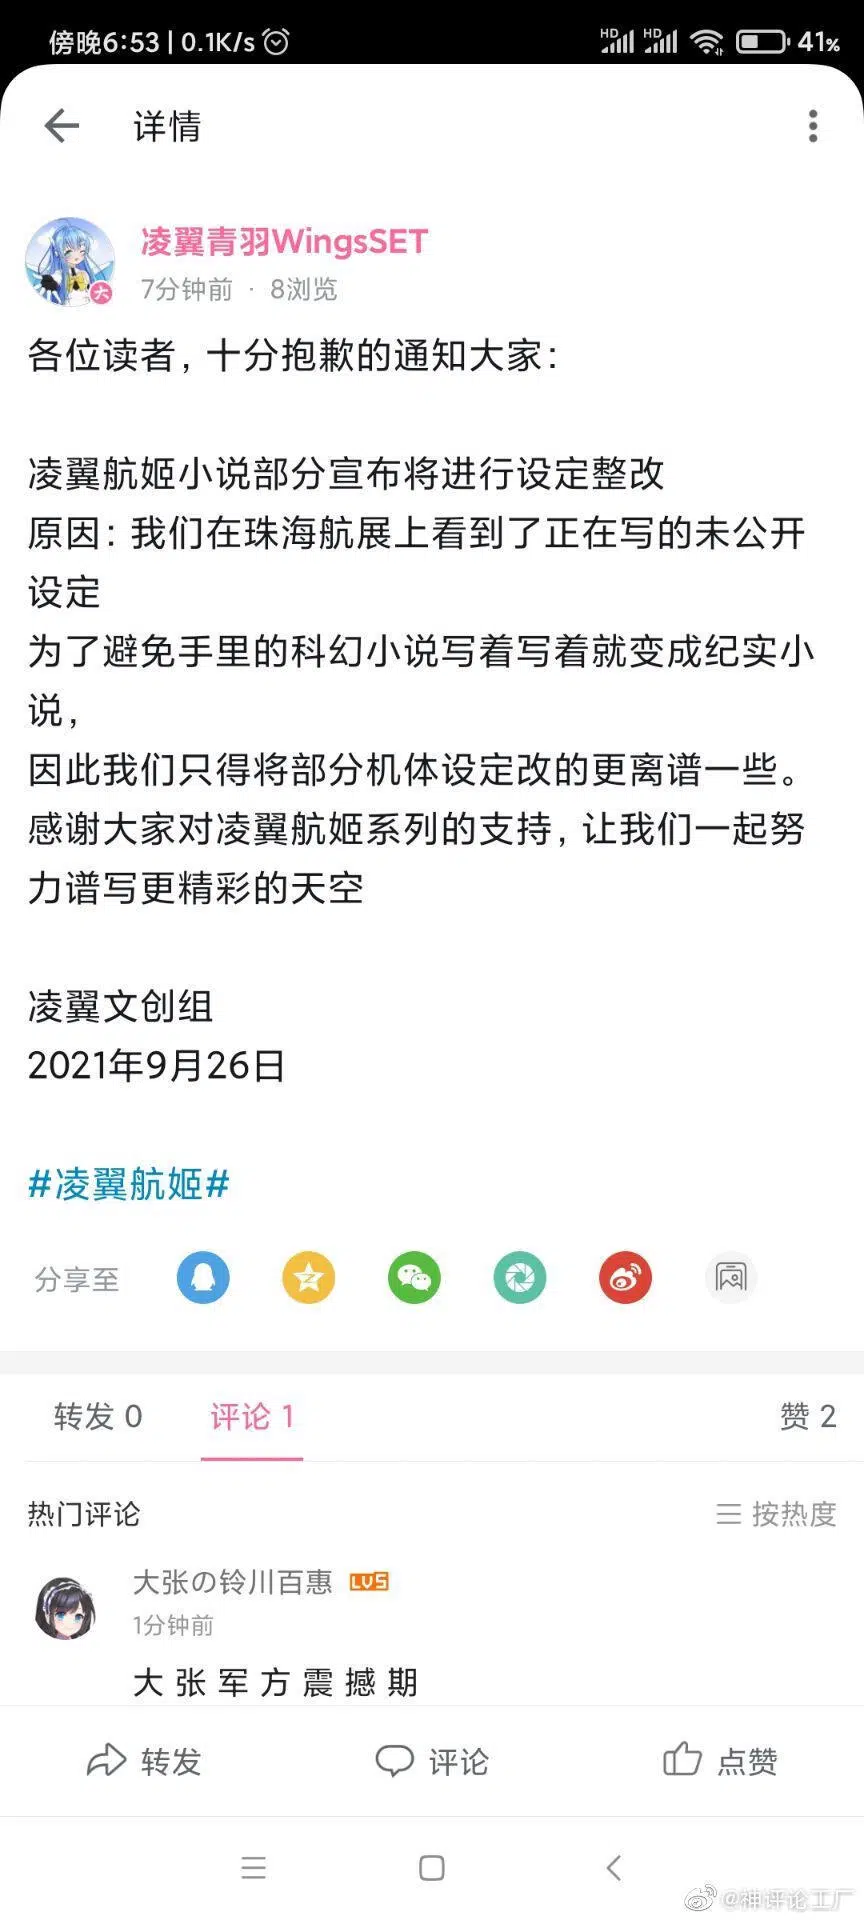 傍晚6:53 | 0.1K/s
HD HD 41%
详情
凌翼青羽WingsSET
大
7分钟前 · 8浏览
各位读者，十分抱歉的通知大家：
凌翼航姬小说部分宣布将进行设定整改
原因：我们在珠海航展上看到了正在写的未公开
设定
为了避免手里的科幻小说写着写着就变成纪实小
说，
因此我们只得将部分机体设定改的更离谱一些。
感谢大家对凌翼航姬系列的支持，让我们一起努
力谱写更精彩的天空
凌翼文创组
2021年9月26日
#凌翼航姬#
分享至
转发 0 评论 1 赞 2
热门评论 按热度
大张の铃川百惠 LV5
1分钟前
大 张 军 方 震 撼 期
转发 评论 点赞
@神评论工厂